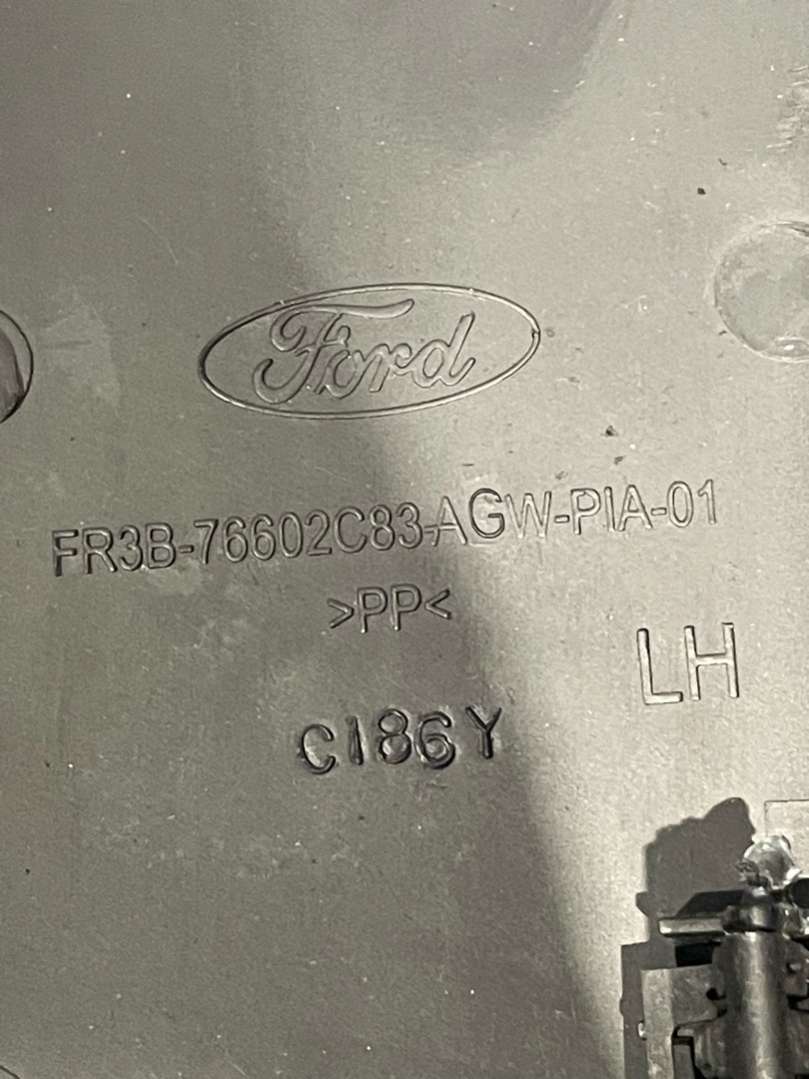 Ford
FR3B-76602C83-AGW-PIA-01
>PP<
LH
C186Y